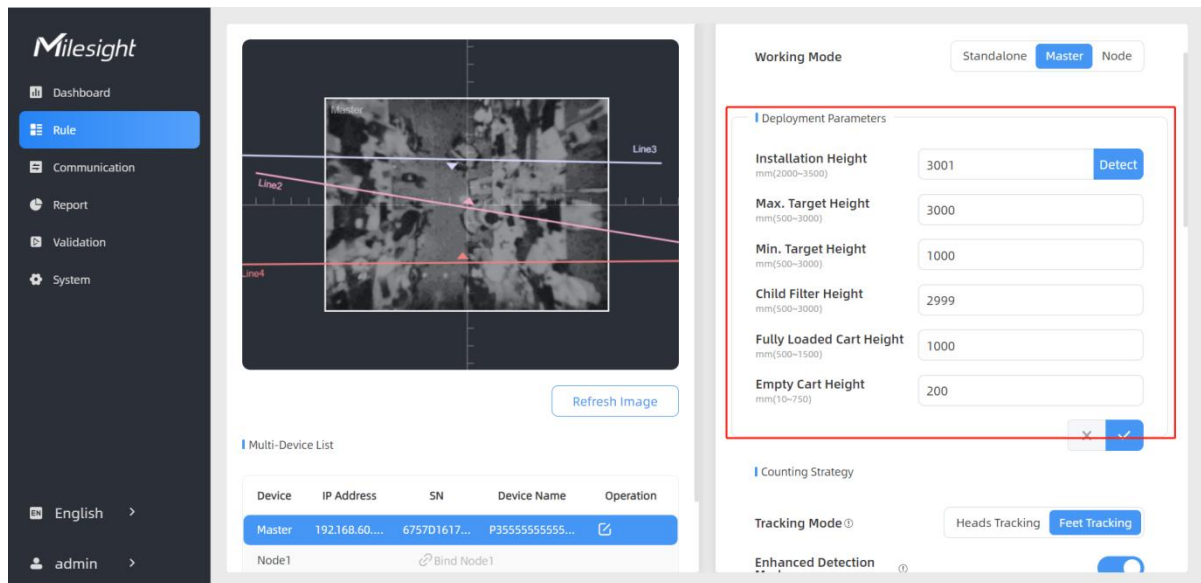 Milesight
Dashboard
Rule
Communication
Report
Validation
System
English
admin
Master
Line3
Line2
Line4
Refresh Image
Multi-Device List
Device IP Address SN Device Name Operation
Master 192.168.60.... 6757D1617... P35555555555...
Node1 Bind Node1
Working Mode Standalone Master Node
Deployment Parameters
Installation Height 3001 Detect
mm(2000~3500)
Max. Target Height 3000
mm(500~3000)
Min. Target Height 1000
mm(500~3000)
Child Filter Height 2999
mm(500~3000)
Fully Loaded Cart Height 1000
mm(500~1500)
Empty Cart Height 200
mm(10~750)
Counting Strategy
Tracking Mode Heads Tracking Feet Tracking
Enhanced Detection